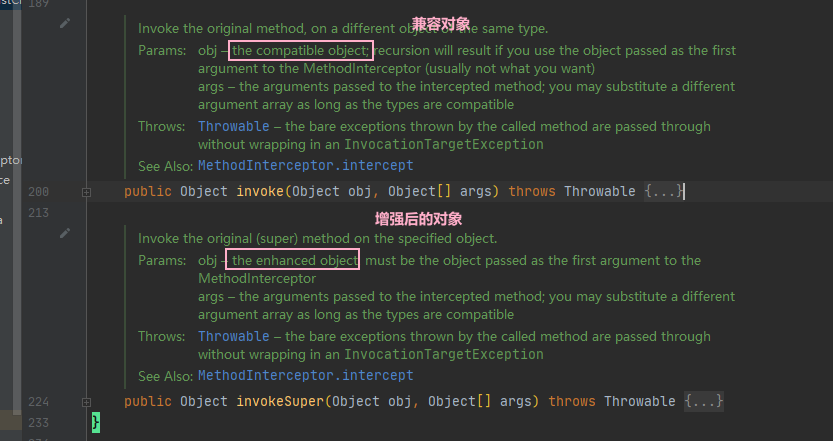 189
兼容对象
Invoke the original method, on a different object of the same type.
Params: obj – the compatible object; recursion will result if you use the object passed as the first
argument to the MethodInterceptor (usually not what you want)
args – the arguments passed to the intercepted method; you may substitute a different
argument array as long as the types are compatible
Throws: Throwable – the bare exceptions thrown by the called method are passed through
without wrapping in an InvocationTargetException
See Also: MethodInterceptor.intercept
200 public Object invoke(Object obj, Object[] args) throws Throwable {...}
213
增强后的对象
Invoke the original (super) method on the specified object.
Params: obj – the enhanced object, must be the object passed as the first argument to the
MethodInterceptor
args – the arguments passed to the intercepted method; you may substitute a different
argument array as long as the types are compatible
Throws: Throwable – the bare exceptions thrown by the called method are passed through
without wrapping in an InvocationTargetException
See Also: MethodInterceptor.intercept
224 public Object invokeSuper(Object obj, Object[] args) throws Throwable {...}
233 }